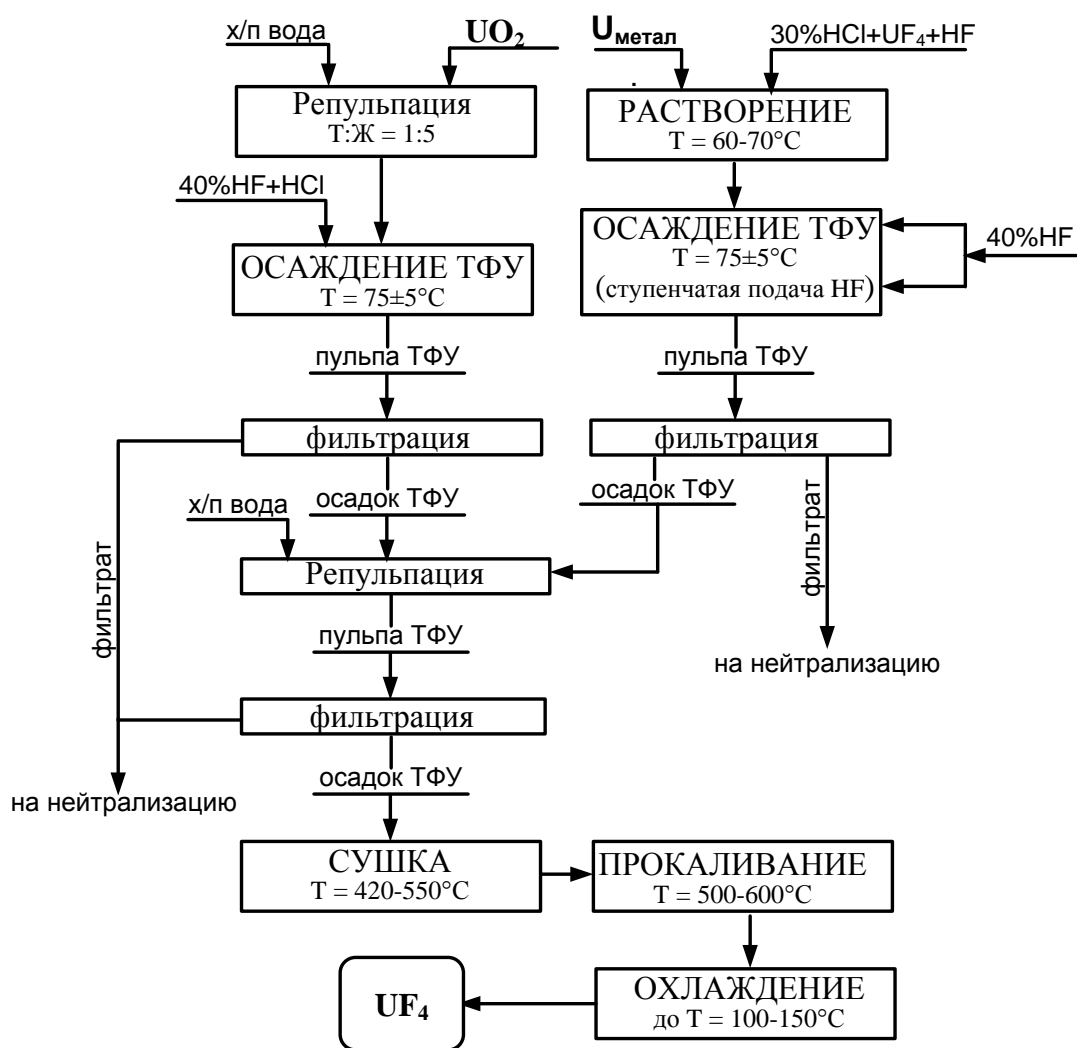 х/п вода
UO₂
Uметал
30%HCl+UF₄+HF
Репульпация
Т:Ж = 1:5
РАСТВОРЕНИЕ
Т = 60-70°С
40%HF+HCl
ОСАЖДЕНИЕ ТФУ
Т = 75±5°С
ОСАЖДЕНИЕ ТФУ
Т = 75±5°С
(ступенчатая подача HF)
40%HF
пульпа ТФУ
пульпа ТФУ
фильтрация
фильтрация
осадок ТФУ
осадок ТФУ
х/п вода
фильтрат
фильтрат
Репульпация
пульпа ТФУ
на нейтрализацию
фильтрация
осадок ТФУ
на нейтрализацию
СУШКА
Т = 420-550°С
ПРОКАЛИВАНИЕ
Т = 500-600°С
UF₄
ОХЛАЖДЕНИЕ
до Т = 100-150°С